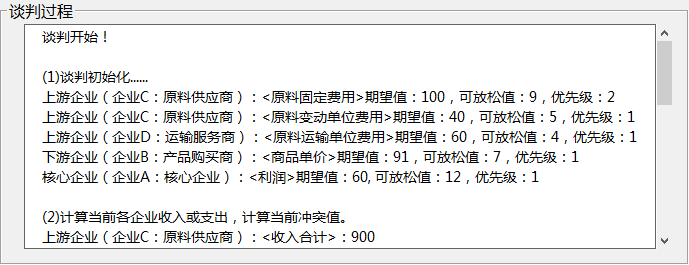 谈判过程
谈判开始！
(1)谈判初始化......
上游企业（企业C：原料供应商）：<原料固定费用>期望值：100，可放松值：9，优先级：2
上游企业（企业C：原料供应商）：<原料变动单位费用>期望值：40，可放松值：5，优先级：1
上游企业（企业D：运输服务商）：<原料运输单位费用>期望值：60，可放松值：4，优先级：1
下游企业（企业B：产品购买商）：<商品单价>期望值：91，可放松值：7，优先级：1
核心企业（企业A：核心企业）：<利润>期望值：60, 可放松值：12，优先级：1
(2)计算当前各企业收入或支出，计算当前冲突值。
上游企业（企业C：原料供应商）：<收入合计>：900